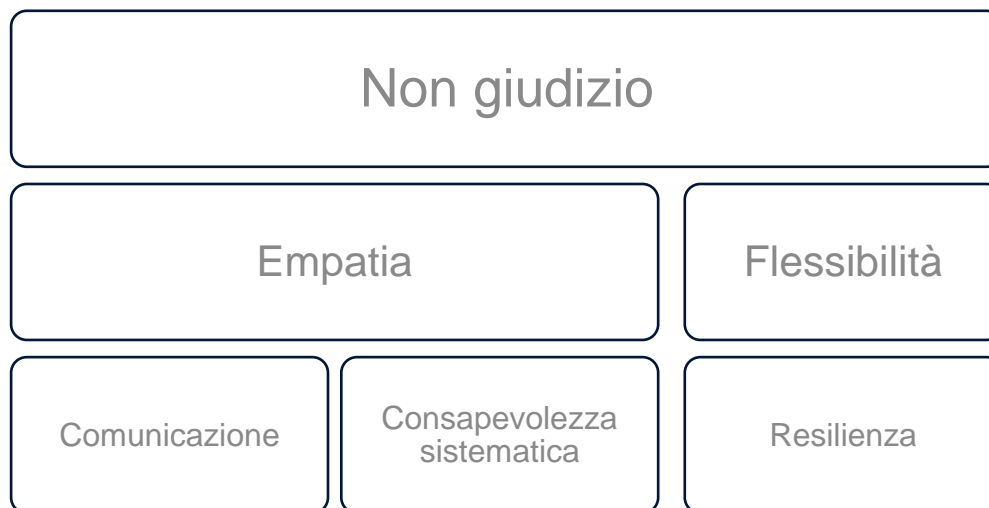 Non giudizio
Empatia
Flessibilità
Comunicazione
Consapevolezza
sistematica
Resilienza